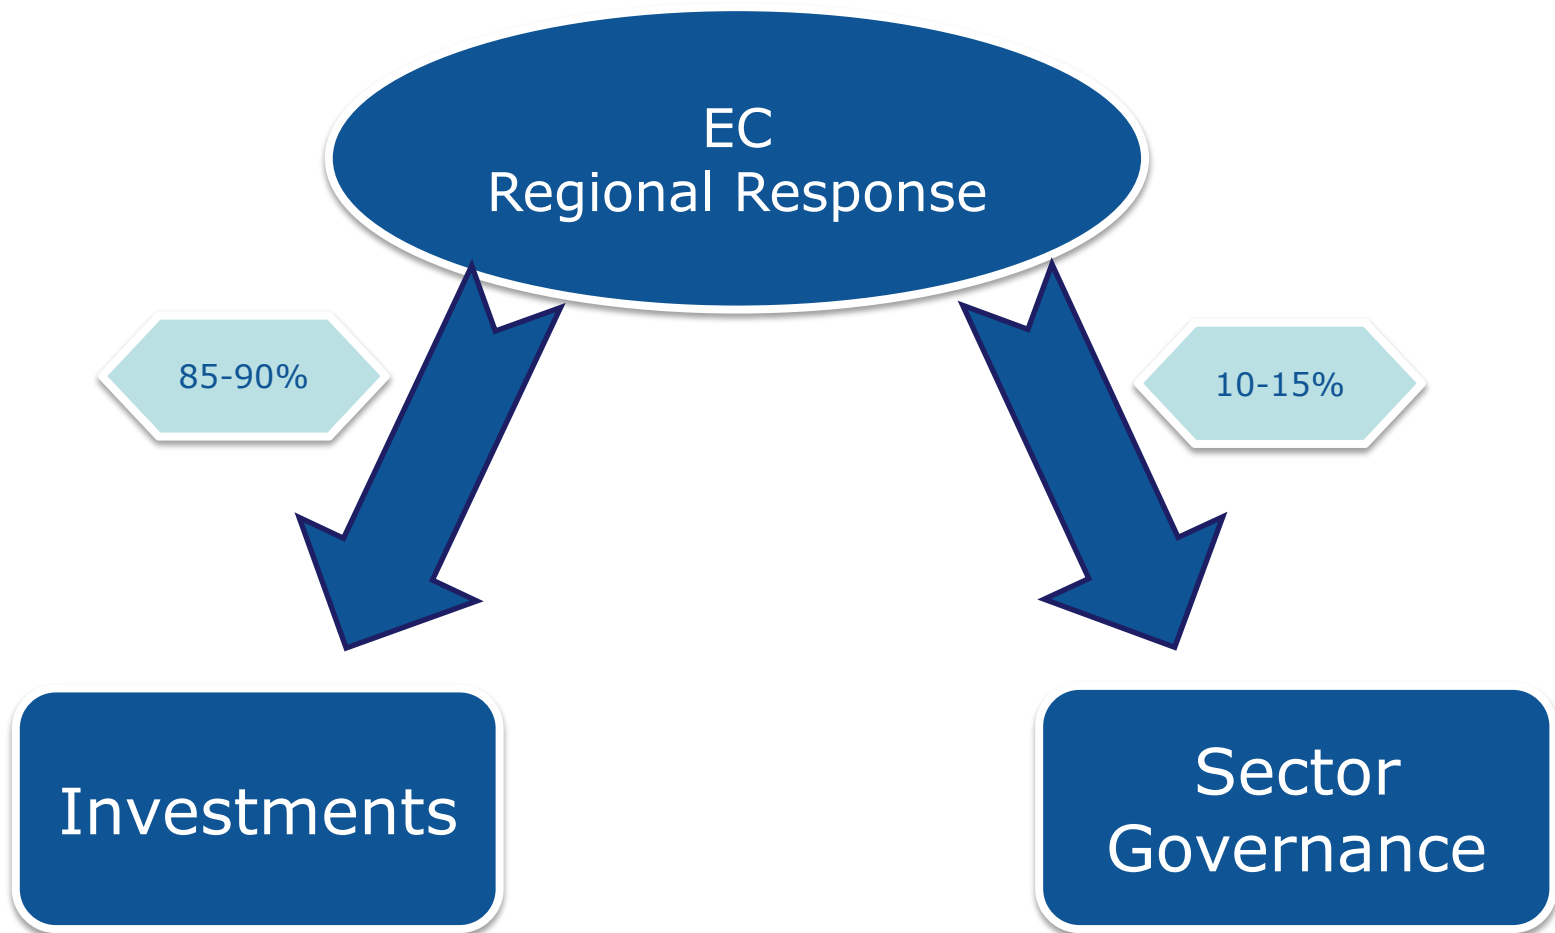 EC
Regional Response
85-90%
10-15%
Investments
Sector
Governance